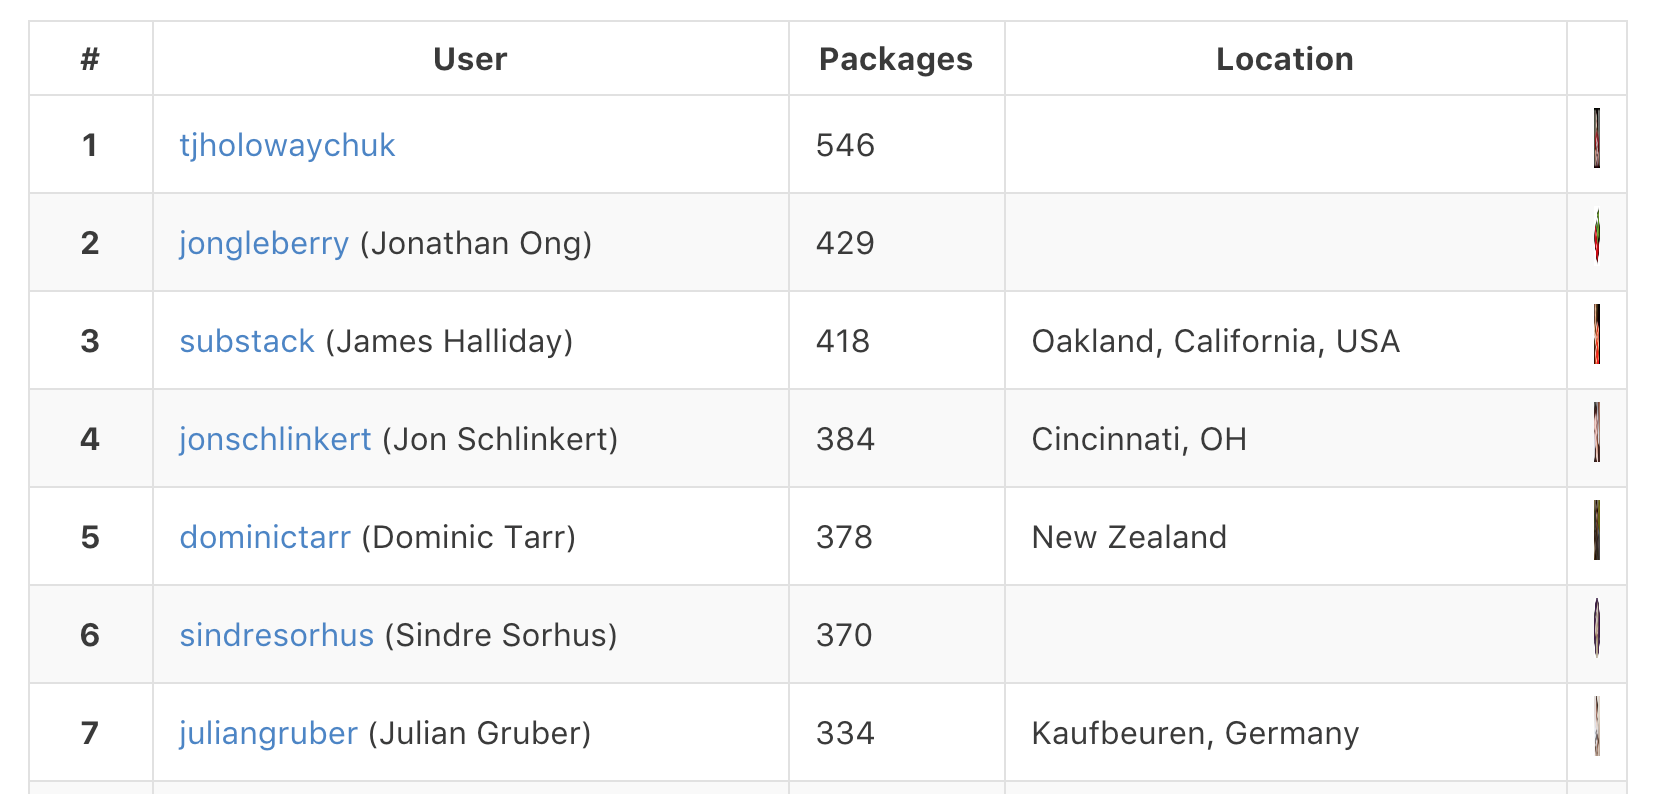 # User Packages Location
1 tjholowaychuk 546
2 jongleberry (Jonathan Ong) 429
3 substack (James Halliday) 418 Oakland, California, USA
4 jonschlinkert (Jon Schlinkert) 384 Cincinnati, OH
5 dominictarr (Dominic Tarr) 378 New Zealand
6 sindresorhus (Sindre Sorhus) 370
7 juliangruber (Julian Gruber) 334 Kaufbeuren, Germany